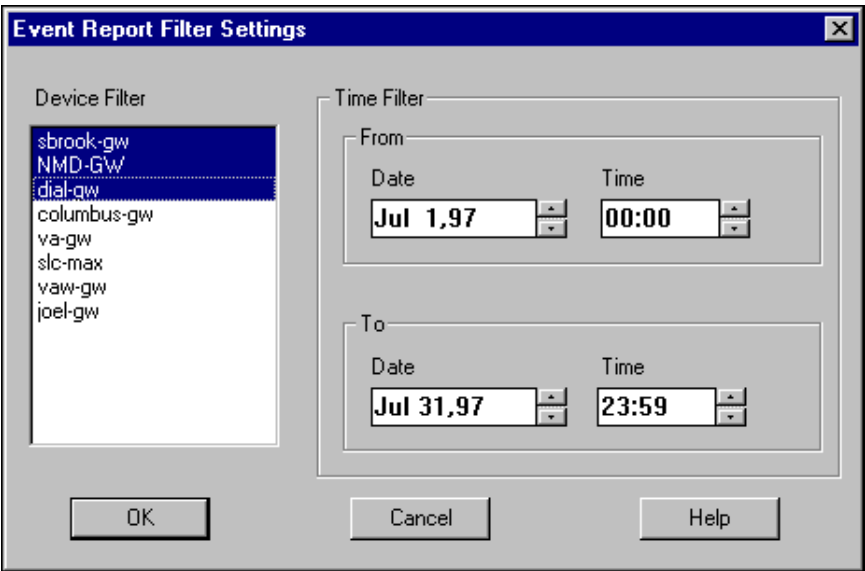 Event Report Filter Settings
Device Filter
sbrook-gw
NMD-GW
dial-gw
columbus-gw
va-gw
slc-max
vaw-gw
joel-gw
Time Filter
From
Date Time
Jul 1,97 00:00
To
Date Time
Jul 31,97 23:59
OK Cancel Help